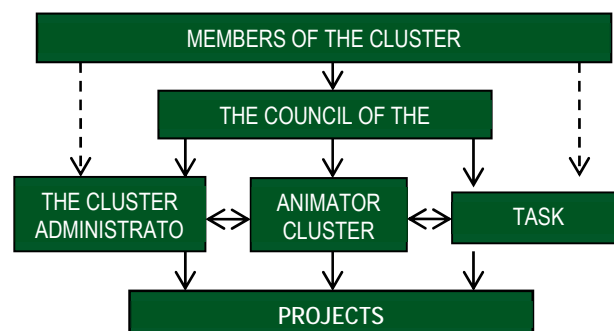 MEMBERS OF THE CLUSTER
THE COUNCIL OF THE
THE CLUSTER
ADMINISTRATO
ANIMATOR
CLUSTER
TASK
PROJECTS